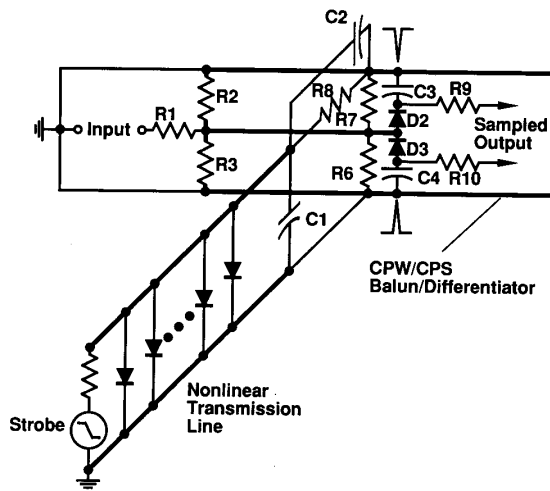 C2
R8
C3
R9
R2
R7
D2
Sampled
Output
R1
Input
D3
R3
R6
C4
R10
C1
CPW/CPS
Balun/Differentiator
Nonlinear
Transmission
Line
Strobe